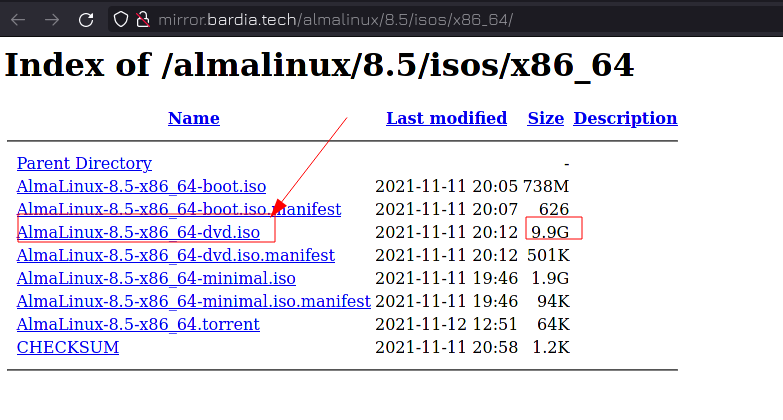 mirror.bardia.tech/almalinux/8.5/isos/x86_64/
Index of /almalinux/8.5/isos/x86_64
Name Last modified Size Description
Parent Directory -
AlmaLinux-8.5-x86_64-boot.iso 2021-11-11 20:05 738M
AlmaLinux-8.5-x86_64-boot.iso.manifest 2021-11-11 20:07 626
AlmaLinux-8.5-x86_64-dvd.iso 2021-11-11 20:12 9.9G
AlmaLinux-8.5-x86_64-dvd.iso.manifest 2021-11-11 20:12 501K
AlmaLinux-8.5-x86_64-minimal.iso 2021-11-11 19:46 1.9G
AlmaLinux-8.5-x86_64-minimal.iso.manifest 2021-11-11 19:46 94K
AlmaLinux-8.5-x86_64.torrent 2021-11-12 12:51 64K
CHECKSUM 2021-11-11 20:58 1.2K